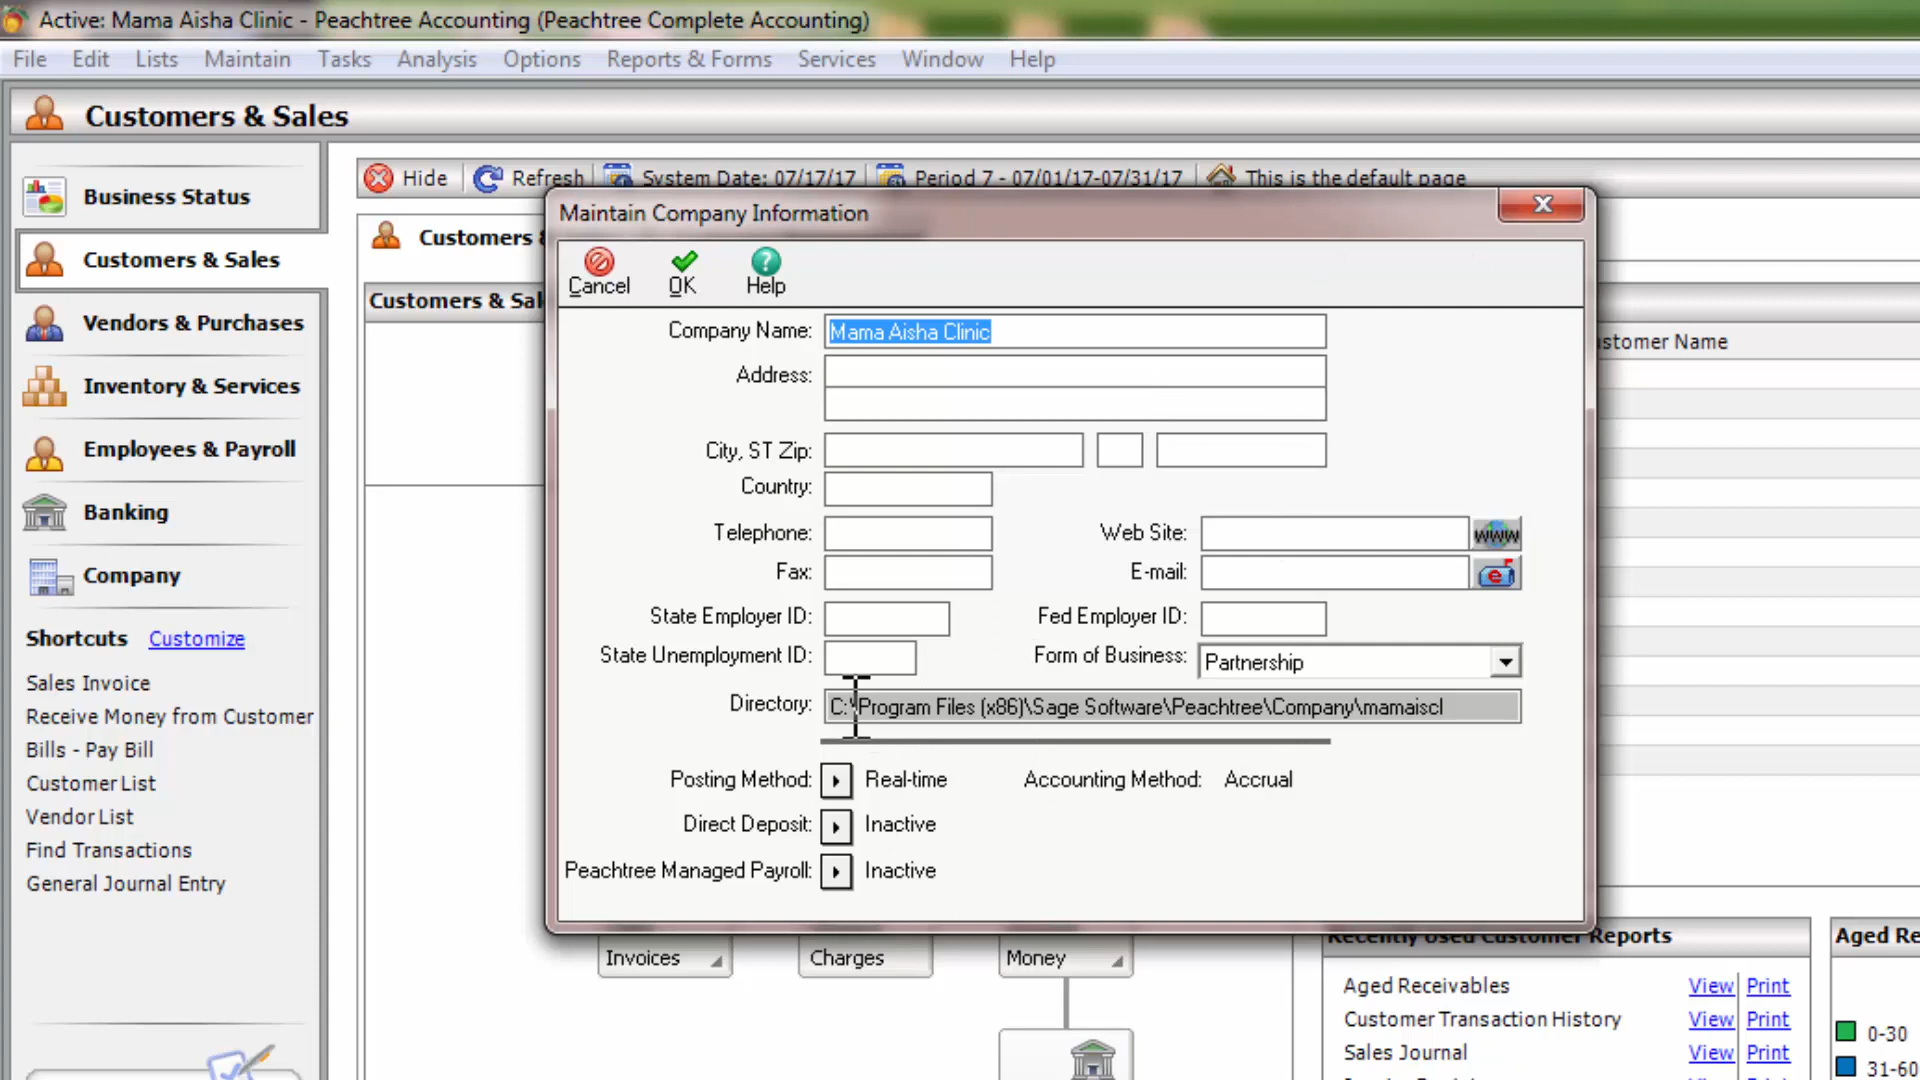 Active: Mama Aisha Clinic - Peachtree Accounting (Peachtree Complete Accounting)
File Edit Lists Maintain Tasks Analysis Options Reports & Forms Services Window Help
Customers & Sales
Business Status
Customers & Sales
Vendors & Purchases
Inventory & Services
Employees & Payroll
Banking
Company
Shortcuts Customize
Sales Invoice
Receive Money from Customer
Bills - Pay Bill
Customer List
Vendor List
Find Transactions
General Journal Entry
Hide Refresh System Date: 07/17/17 Period 7 - 07/01/17-07/31/17 This is the default page
Customers &
Customers & Sal
stomer Name
Maintain Company Information
Cancel OK Help
Company Name: Mama Aisha Clinic
Address:
City, ST Zip:
Country:
Telephone: Web Site: WWW
Fax: E-mail: e
State Employer ID: Fed Employer ID:
State Unemployment ID: Form of Business: Partnership
Directory: C:\Program Files (x86)\Sage Software\Peachtree\Company\mamaiscl
Posting Method: Real-time Accounting Method: Accrual
Direct Deposit: Inactive
Peachtree Managed Payroll: Inactive
Invoices Charges Money
Recently Used Customer Reports
Aged Receivables View Print
Customer Transaction History View Print
Sales Journal View Print
Aged Re
0-30
31-60